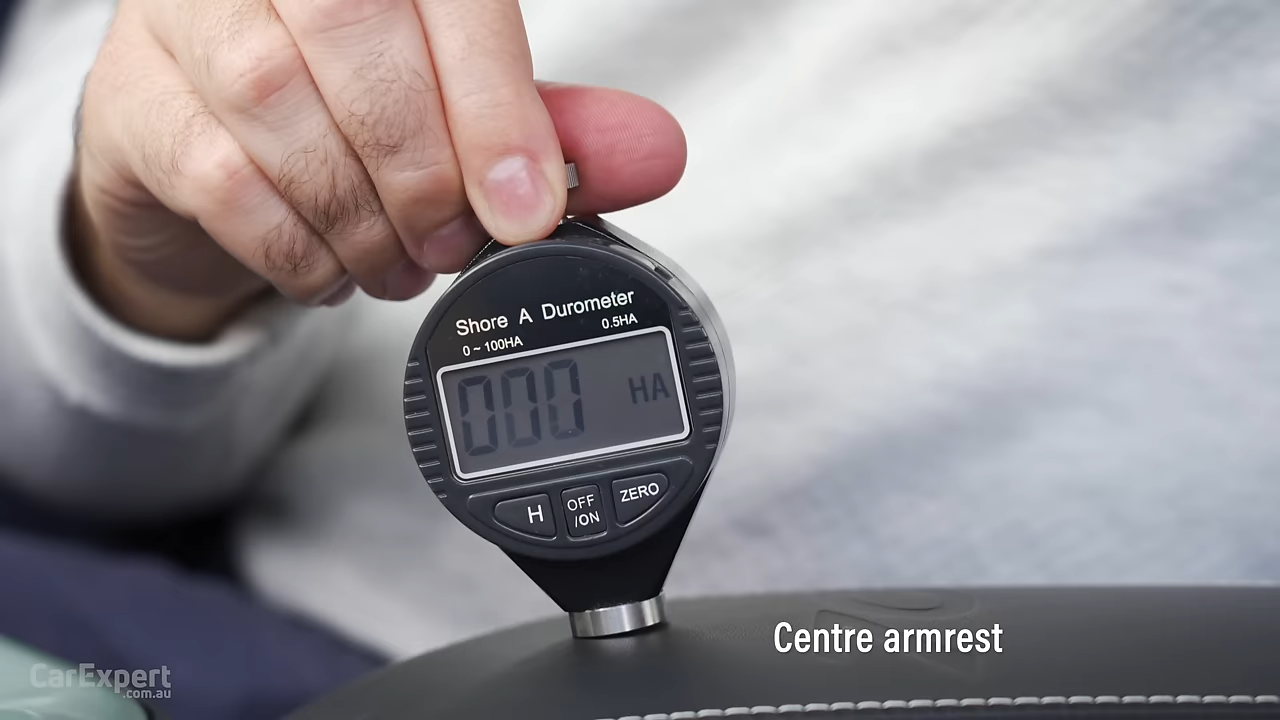 Shore A Durometer
0 ~ 100HA
0.5HA
000 HA
H
OFF
/ON
ZERO
Centre armrest
CarExpert
.com.au